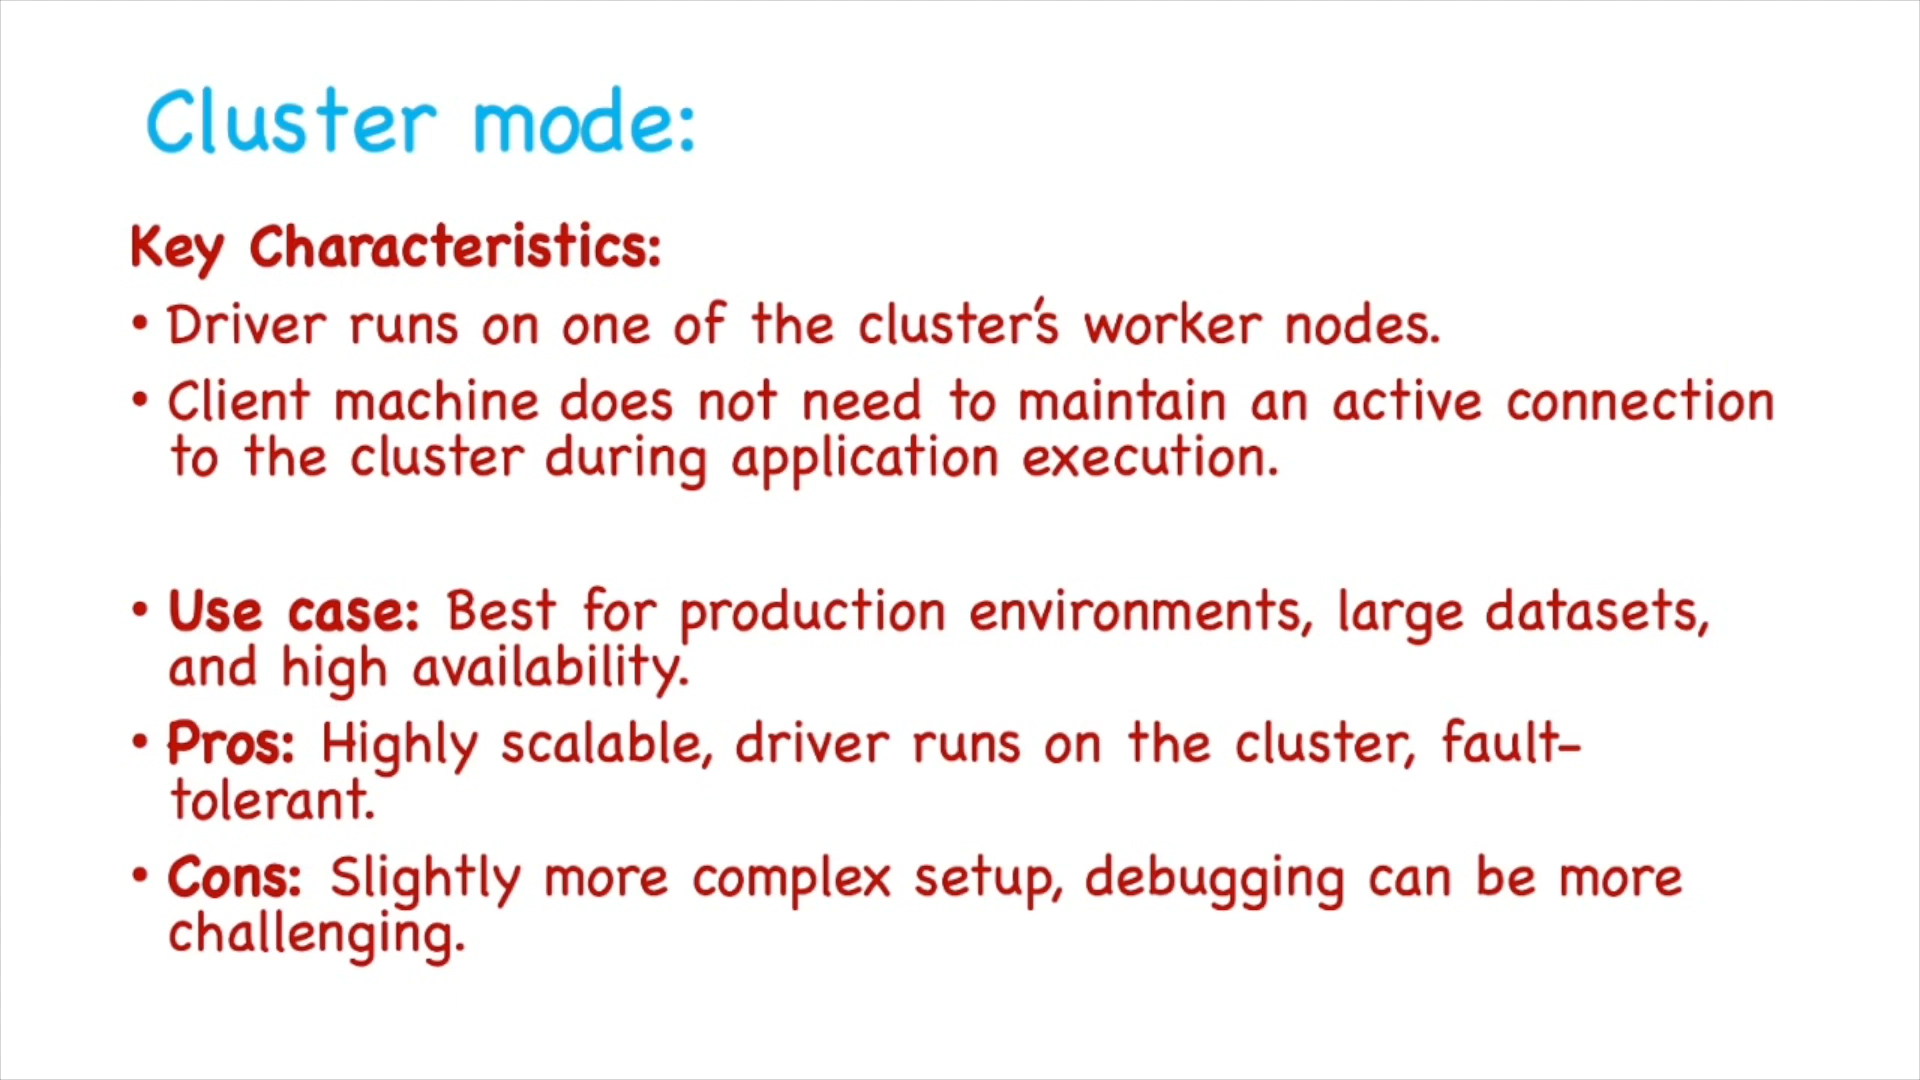 Cluster mode:
Key Characteristics:
• Driver runs on one of the cluster's worker nodes.
• Client machine does not need to maintain an active connection
to the cluster during application execution.
• Use case: Best for production environments, large datasets,
and high availability.
• Pros: Highly scalable, driver runs on the cluster, fault-
tolerant.
• Cons: Slightly more complex setup, debugging can be more
challenging.